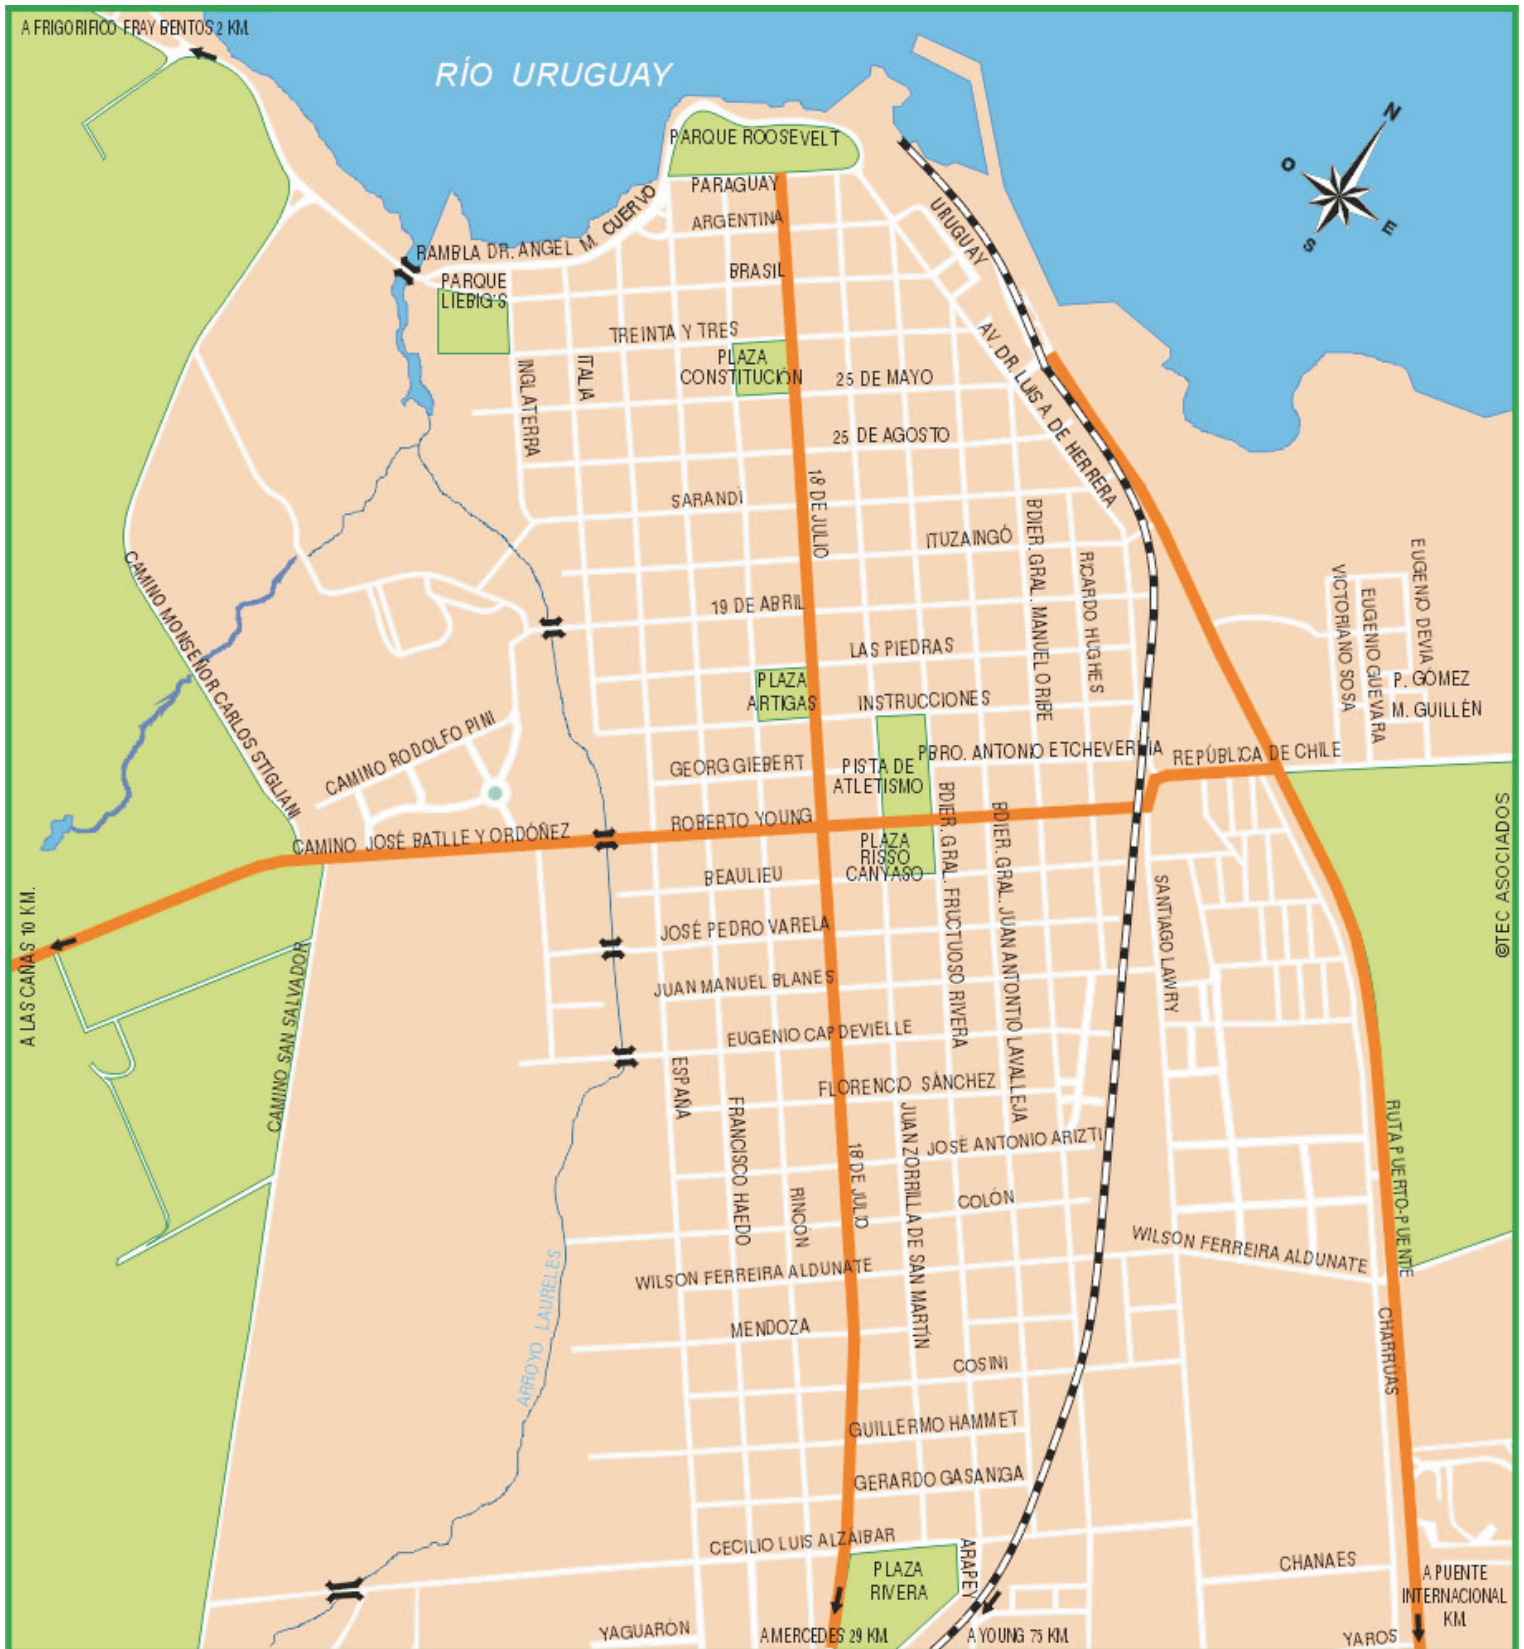 A FRIGORIFICO FRAY BENTOS 2 KM.
RÍO URUGUAY
N
O
E
S
PARQUE ROOSEVELT
PARAGUAY
ARGENTINA
RAMBLA DR. ANGEL M. CUERVO
URUGUAY
BRASIL
PARQUE
LIEBIG'S
TREINTA Y TRES
PLAZA
CONSTITUCIÓN
25 DE MAYO
AV. DR. LUIS A. DE HERRERA
INGLATERRA
ITALIA
25 DE AGOSTO
SARANDÍ
18 DE JULIO
ITUZAINGÓ
BDIER. GRAL. MANUEL ORIBE
RICARDO HUGHES
19 DE ABRIL
LAS PIEDRAS
CAMINO MONSEÑOR CARLOS STIGLIANI
VICTORIANO SOSA
EUGENIO GUEVARA
EUGENIO DEVIA
P. GÓMEZ
M. GUILLÉN
PLAZA
ARTIGAS
INSTRUCCIONES
CAMINO RODOLFO PINI
GEORG GIEBERT
PISTA DE
ATLETISMO
PBRO. ANTONIO ETCHEVERRÍA
REPÚBLICA DE CHILE
ROBERTO YOUNG
CAMINO JOSÉ BATLLE Y ORDÓÑEZ
PLAZA
RISSO
CANYASO
BEAULIEU
BDIER. GRAL. FRUCTUOSO RIVERA
BDIER. GRAL. JUAN ANTONTIO LAVALLEJA
SANTIAGO LAWRY
©TEC ASOCIADOS
A LAS CAÑAS 10 KM.
CAMINO SAN SALVADOR
JOSÉ PEDRO VARELA
JUAN MANUEL BLANES
EUGENIO CAPDEVIELLE
ESPAÑA
FLORENCIO SÁNCHEZ
FRANCISCO HAEDO
RINCÓN
18 DE JULIO
JUAN ZORRILLA DE SAN MARTÍN
JOSE ANTONIO ARIZTI
COLÓN
RUTA PUERTO-PUENTE
WILSON FERREIRA ALDUNATE
WILSON FERREIRA ALDUNATE
ARROYO LAURELES
MENDOZA
COSINI
CHARRÚAS
GUILLERMO HAMMET
GERARDO GASANIGA
CECILIO LUIS ALZÁIBAR
PLAZA
RIVERA
ARAPEY
CHANAES
A PUENTE
INTERNACIONAL
KM.
YAGUARÓN
A MERCEDES 29 KM.
A YOUNG 75 KM.
YAROS